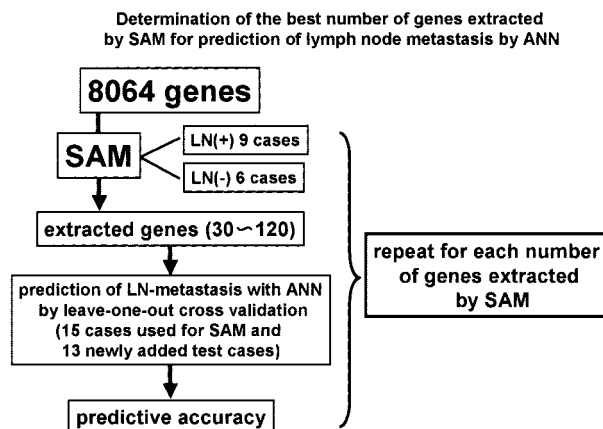 Determination of the best number of genes extracted
by SAM for prediction of lymph node metastasis by ANN
8064 genes
SAM
LN(+) 9 cases
LN(-) 6 cases
extracted genes (30～120)
prediction of LN-metastasis with ANN
by leave-one-out cross validation
(15 cases used for SAM and
13 newly added test cases)
predictive accuracy
repeat for each number
of genes extracted
by SAM